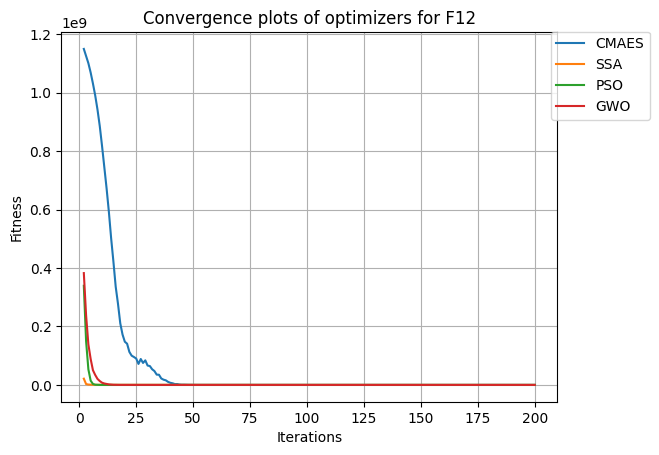 Convergence plots of optimizers for F12
1e9
1.2
1.0
0.8
0.6
0.4
0.2
0.0
Fitness
0 25 50 75 100 125 150 175 200
Iterations
CMAES
SSA
PSO
GWO